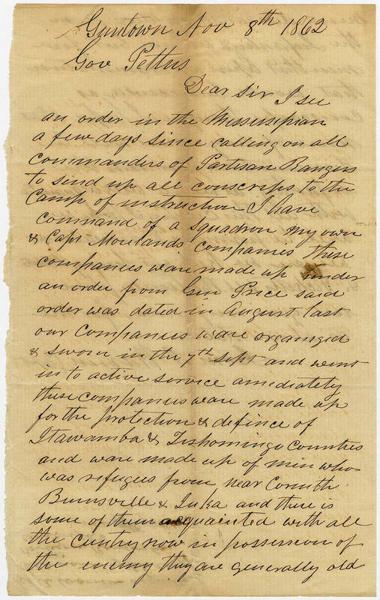 Guntown Nov 8th 1862
Gov Pettus
Dear Sir I see
an order in the Mississipian
a few days since calling on all
commanders of Partisan Rangers
to send up all conscrips to the
Camp of instruction I have
command of a Squadron my own
& Capt Morelands companies these
companies ware made up under
an order from Gen Price said
order was dated in August last
our Companies ware organized
& sworn in the 7th Sept and went
in to active service amediately
these companies ware made up
for the protection & defince of
Itawamba & Tishomingo Counties
and ware made up of men who
was refugees from near Corinth
Burnsville & Iuka and there is
some of them acquainted with all
the cuntry now in possession of
the enemy they are generally old